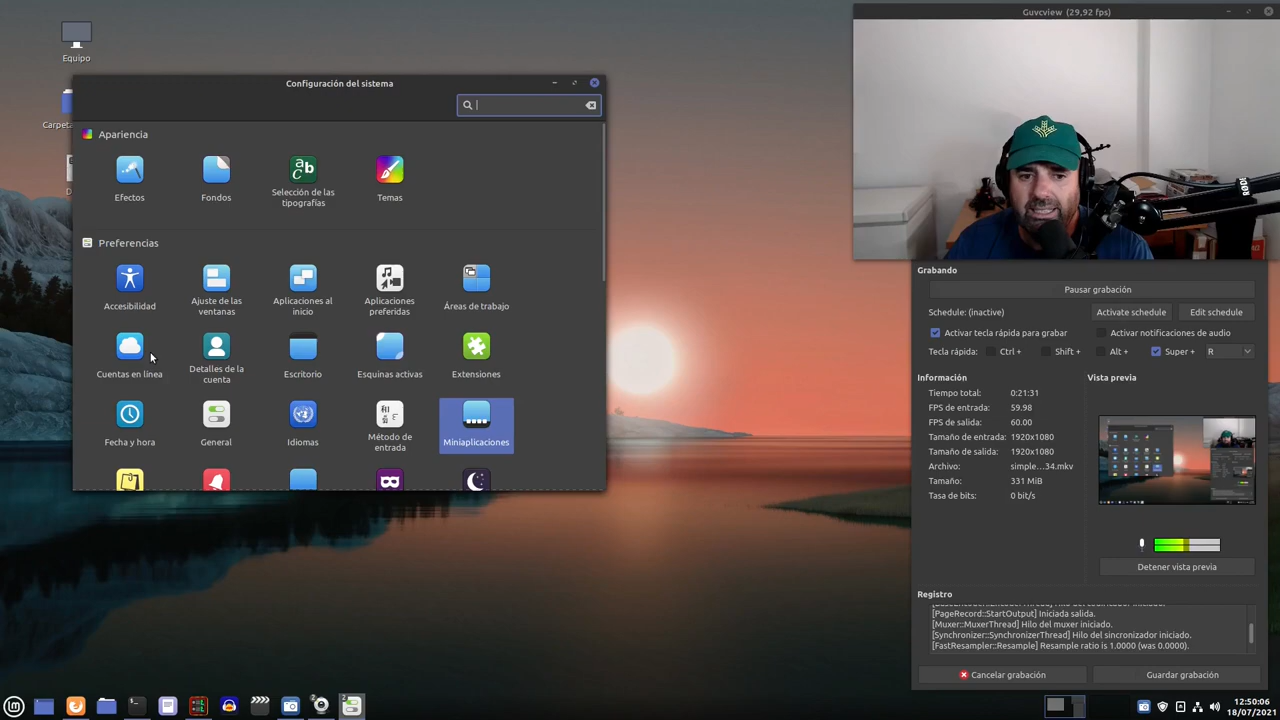 Guvcview (29,92 fps)
Equipo
Configuración del sistema
Carpeta
Apariencia
Efectos
Fondos
Selección de las
tipografías
Temas
Preferencias
Accesibilidad
Ajuste de las
ventanas
Aplicaciones al
inicio
Aplicaciones
preferidas
Áreas de trabajo
Cuentas en línea
Detalles de la
cuenta
Escritorio
Esquinas activas
Extensiones
Fecha y hora
General
Idiomas
Método de
entrada
Miniaplicaciones
RØDE
Grabando
Pausar grabación
Schedule: (inactive)
Activate schedule
Edit schedule
Activar tecla rápida para grabar
Activar notificaciones de audio
Tecla rápida:
Ctrl +
Shift +
Alt +
Super +
R
Información
Vista previa
Tiempo total: 0:21:31
FPS de entrada: 59.98
FPS de salida: 60.00
Tamaño de entrada: 1920x1080
Tamaño de salida: 1920x1080
Archivo: simple...34.mkv
Tamaño: 331 MiB
Tasa de bits: 0 bit/s
Detener vista previa
Registro
[PageRecord::StartOutput] Iniciada salida.
[Muxer::MuxerThread] Hilo del muxer iniciado.
[Synchronizer::SynchronizerThread] Hilo del sincronizador iniciado.
[FastResampler::Resample] Resample ratio is 1.0000 (was 0.0000).
Cancelar grabación
Guardar grabación
2
2
12:50:06
18/07/2021